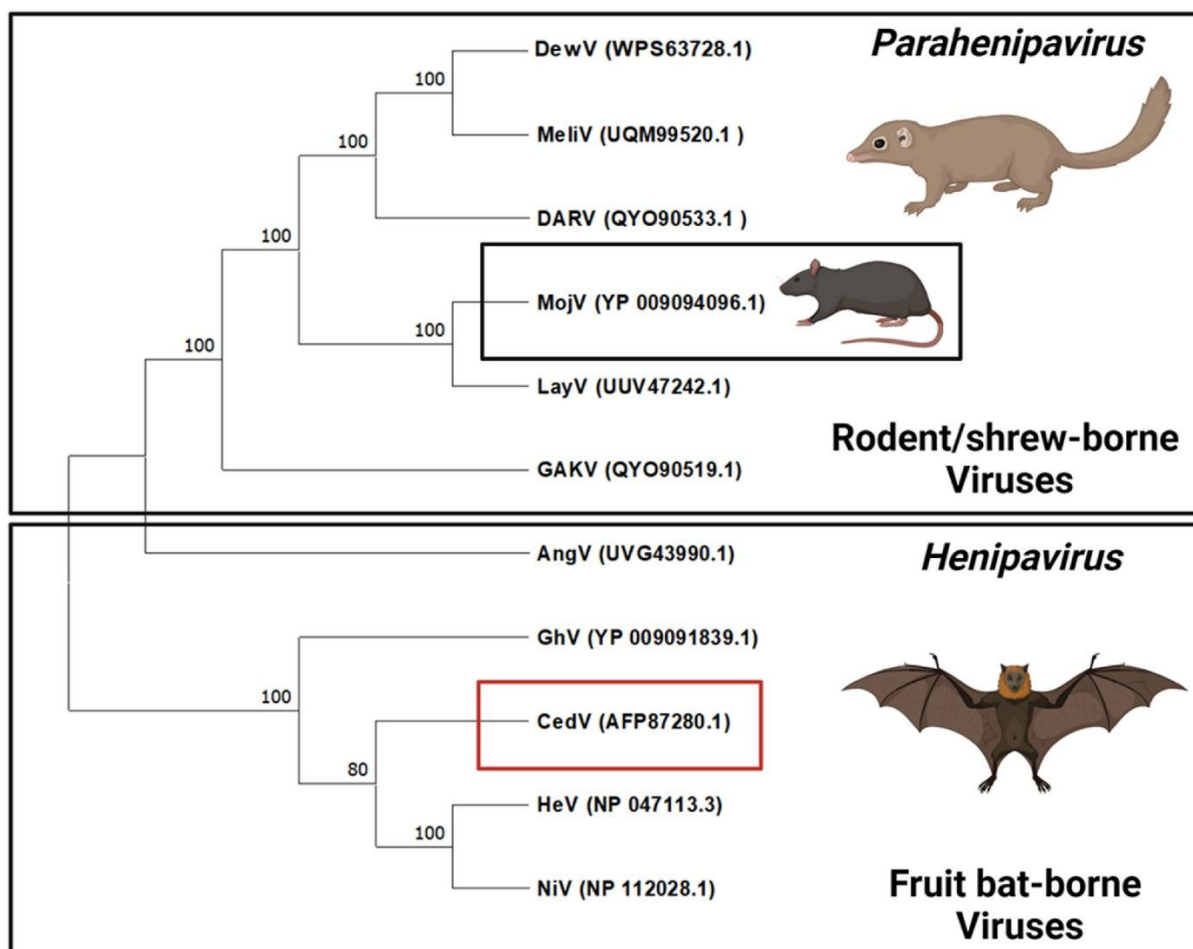 Parahenipavirus
DewV (WPS63728.1)
100
MeliV (UQM99520.1 )
100
DARV (QYO90533.1 )
100
MojV (YP 009094096.1)
100
100
LayV (UUV47242.1)
Rodent/shrew-borne
Viruses
GAKV (QYO90519.1)
Henipavirus
AngV (UVG43990.1)
GhV (YP 009091839.1)
100
CedV (AFP87280.1)
80
HeV (NP 047113.3)
100
NiV (NP 112028.1)
Fruit bat-borne
Viruses